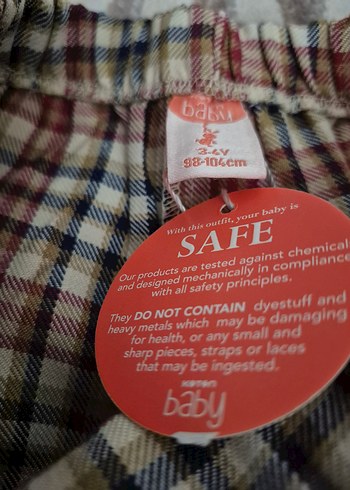 baby
3-4Y
98-104cm
With this outfit, your baby is
SAFE
Our products are tested against chemical
and designed mechanically in compliance
with all safety principles.
They DO NOT CONTAIN dyestuff and
heavy metals which may be damaging
for health, or any small and
sharp pieces, straps or laces
that may be ingested.
KOTON
baby